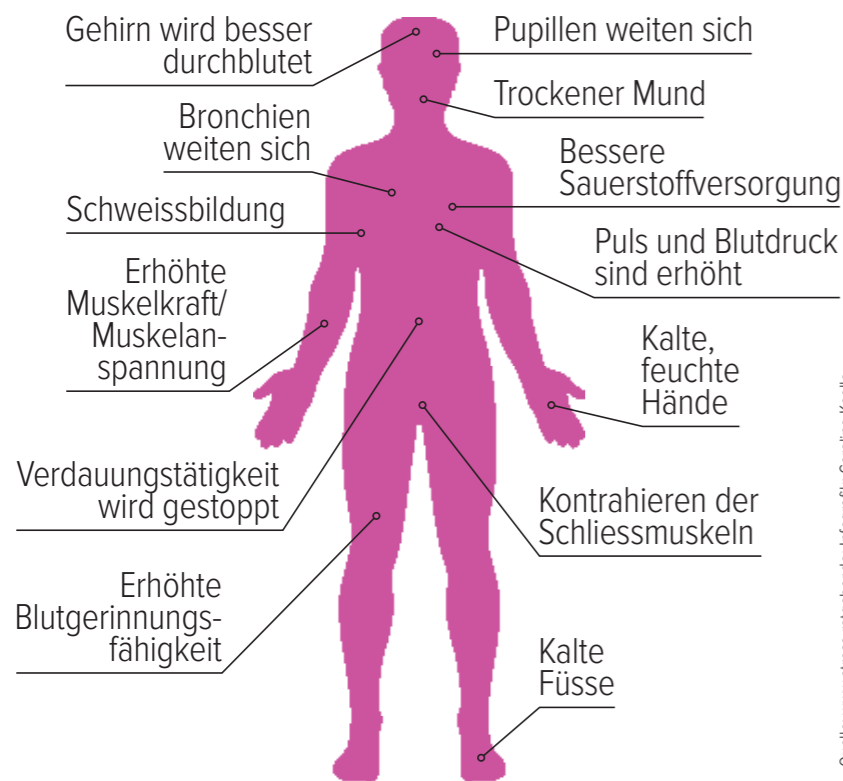 Gehirn wird besser
durchblutet
Pupillen weiten sich
Trockener Mund
Bronchien
weiten sich
Bessere
Sauerstoffversorgung
Schweissbildung
Puls und Blutdruck
sind erhöht
Erhöhte
Muskelkraft/
Muskelan-
spannung
Kalte,
feuchte
Hände
Verdauungstätigkeit
wird gestoppt
Kontrahieren der
Schliessmuskeln
Erhöhte
Blutgerinnungs-
fähigkeit
Kalte
Füsse